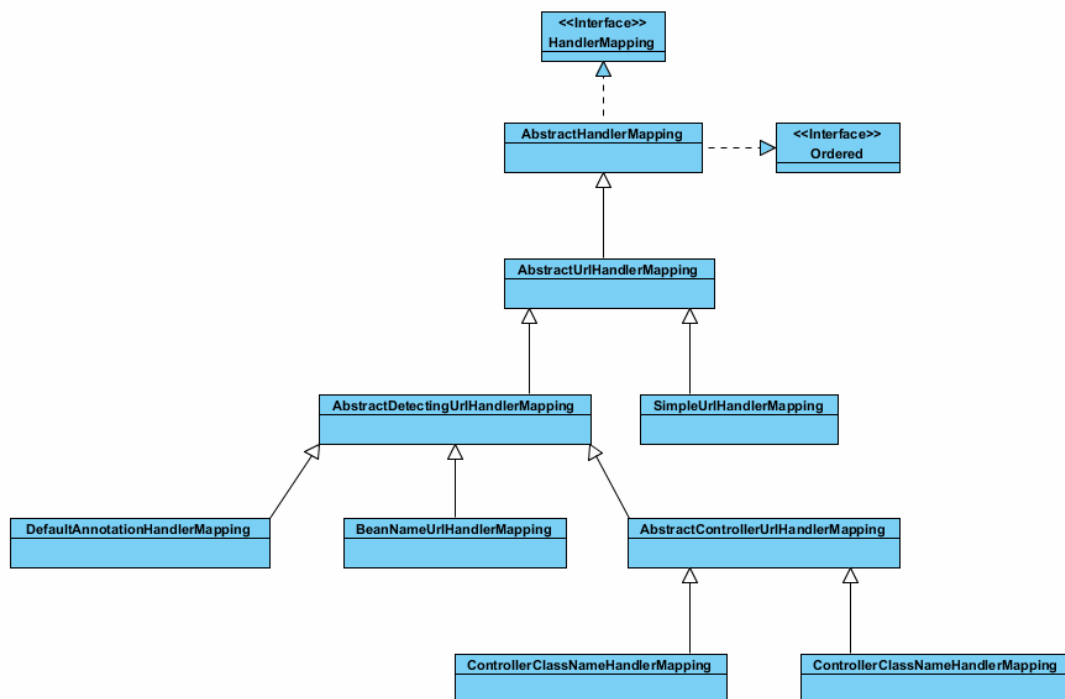 <<Interface>>
HandlerMapping
AbstractHandlerMapping
<<Interface>>
Ordered
AbstractUrlHandlerMapping
AbstractDetectingUrlHandlerMapping
SimpleUrlHandlerMapping
DefaultAnnotationHandlerMapping
BeanNameUrlHandlerMapping
AbstractControllerUrlHandlerMapping
ControllerClassNameHandlerMapping
ControllerClassNameHandlerMapping